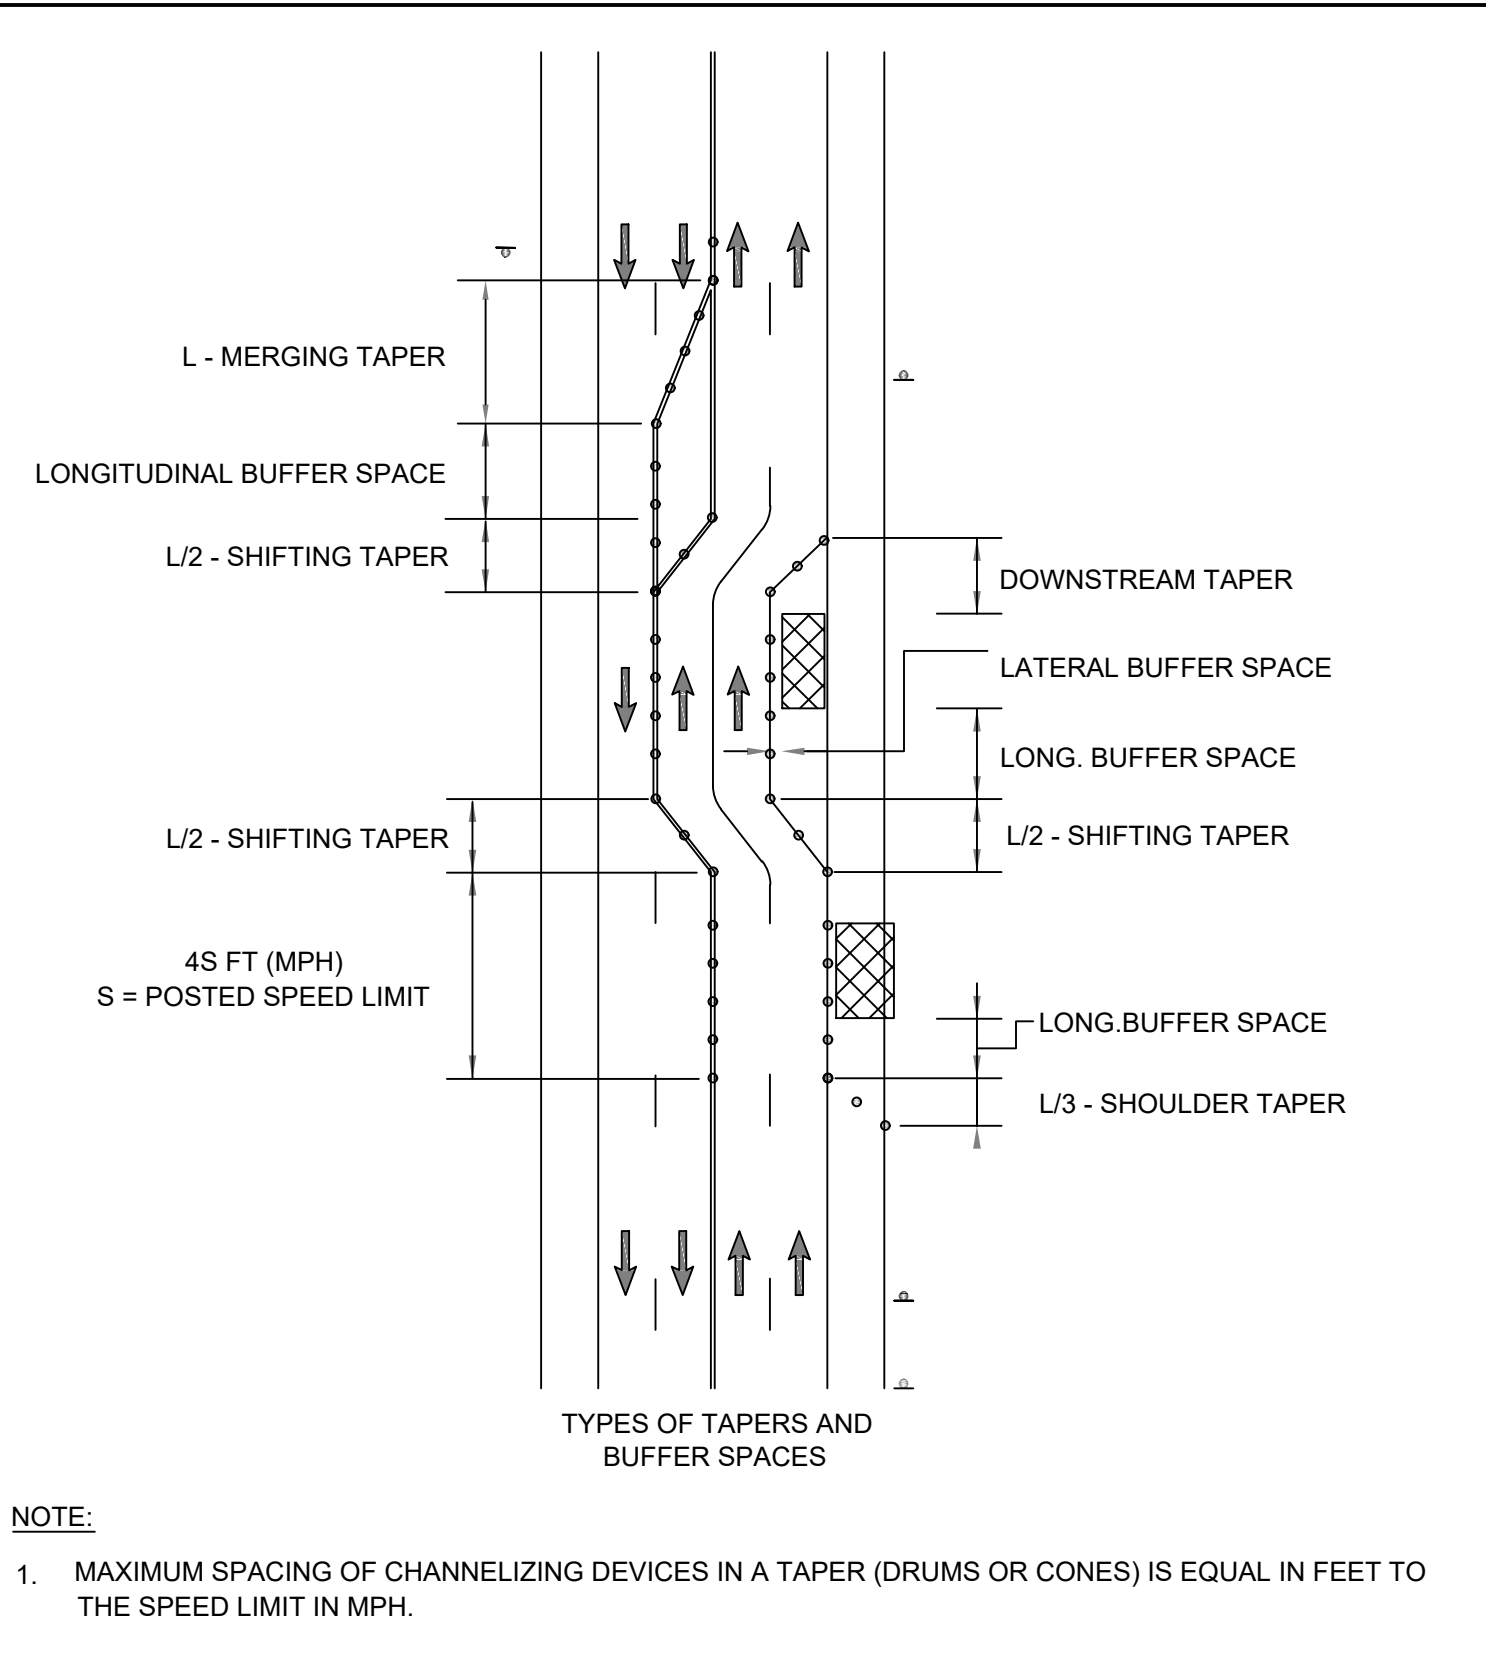 L - MERGING TAPER
LONGITUDINAL BUFFER SPACE
L/2 - SHIFTING TAPER
DOWNSTREAM TAPER
LATERAL BUFFER SPACE
LONG. BUFFER SPACE
L/2 - SHIFTING TAPER
L/2 - SHIFTING TAPER
4S FT (MPH)
S = POSTED SPEED LIMIT
LONG.BUFFER SPACE
L/3 - SHOULDER TAPER
TYPES OF TAPERS AND
BUFFER SPACES
NOTE:
1. MAXIMUM SPACING OF CHANNELIZING DEVICES IN A TAPER (DRUMS OR CONES) IS EQUAL IN FEET TO
THE SPEED LIMIT IN MPH.